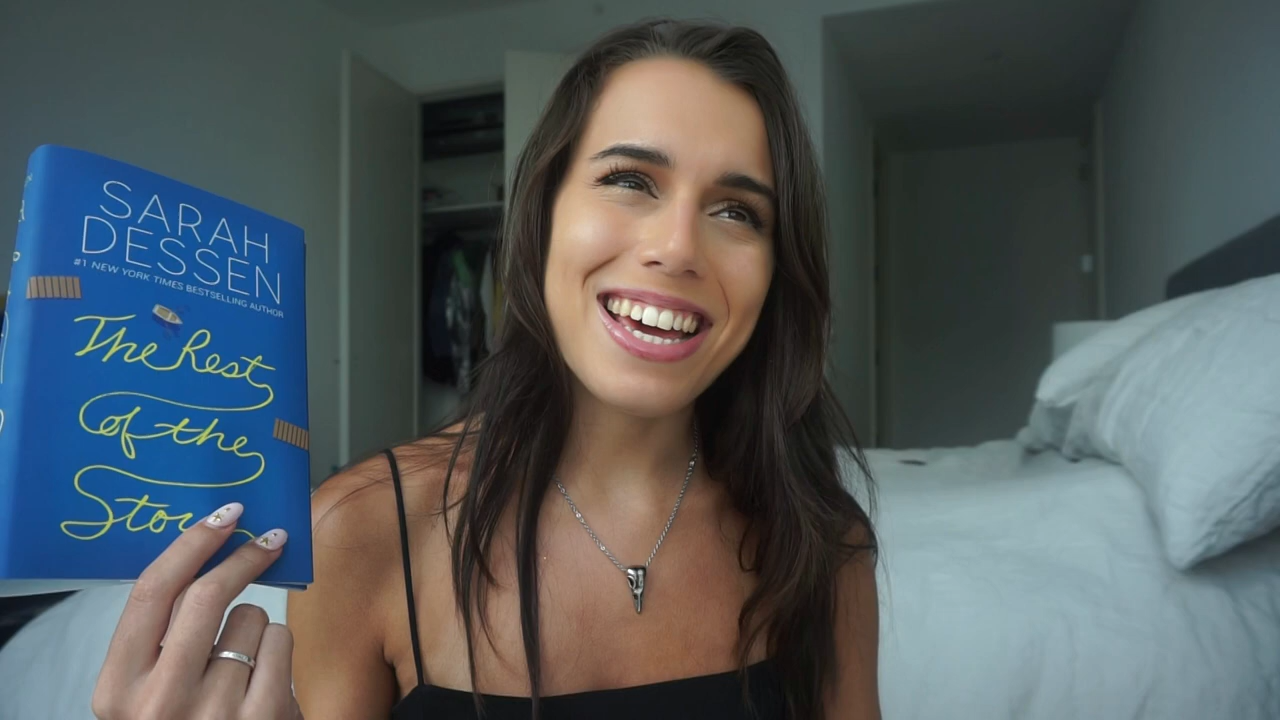 SARAH
DESSEN
#1 NEW YORK TIMES BESTSELLING AUTHOR
The Rest
of the